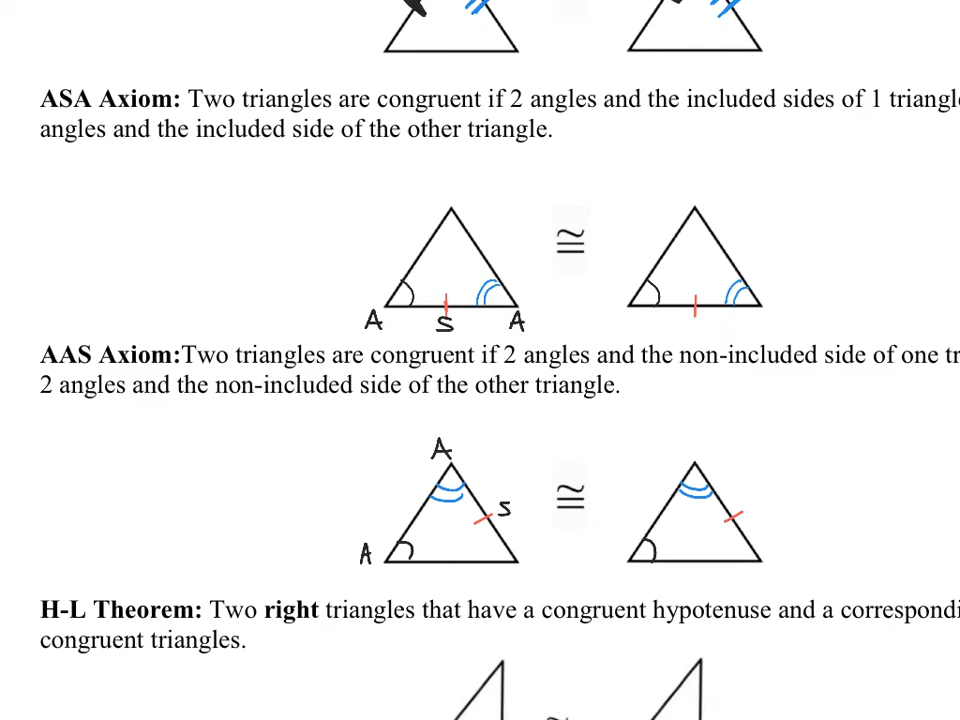 ASA Axiom: Two triangles are congruent if 2 angles and the included sides of 1 triangl
angles and the included side of the other triangle.
≅
A S A
AAS Axiom:Two triangles are congruent if 2 angles and the non-included side of one tr
2 angles and the non-included side of the other triangle.
A
≅
S
A
H-L Theorem: Two right triangles that have a congruent hypotenuse and a correspondi
congruent triangles.